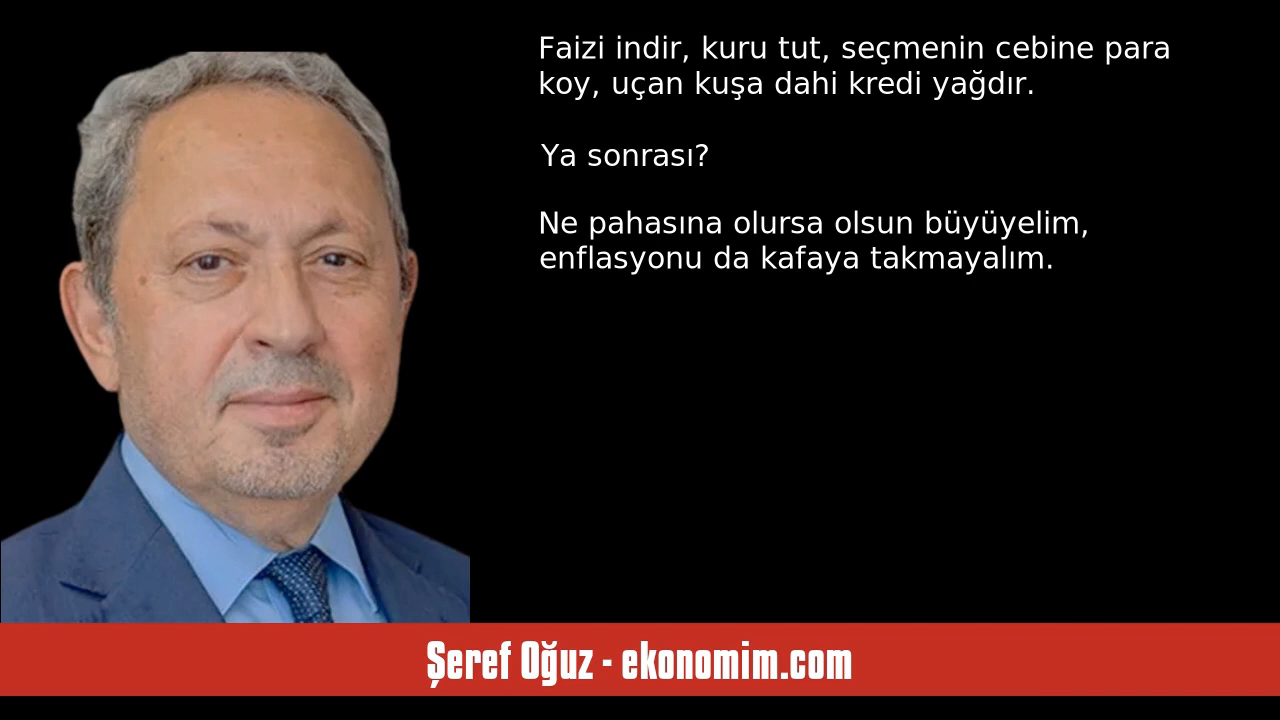 Faizi indir, kuru tut, seçmenin cebine para
koy, uçan kuşa dahi kredi yağdır.
Ya sonrası?
Ne pahasına olursa olsun büyüyelim,
enflasyonu da kafaya takmayalım.
Şeref Oğuz - ekonomim.com